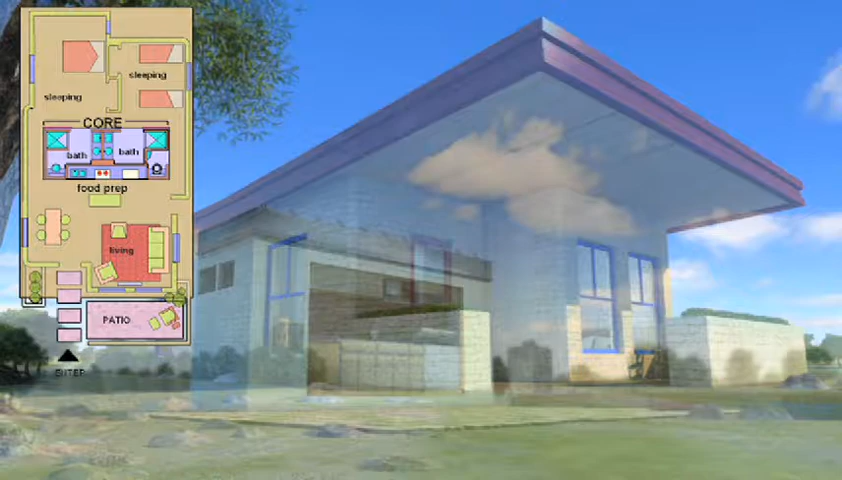 sleeping
sleeping
CORE
bath
bath
food prep
living
PATIO
ENTER